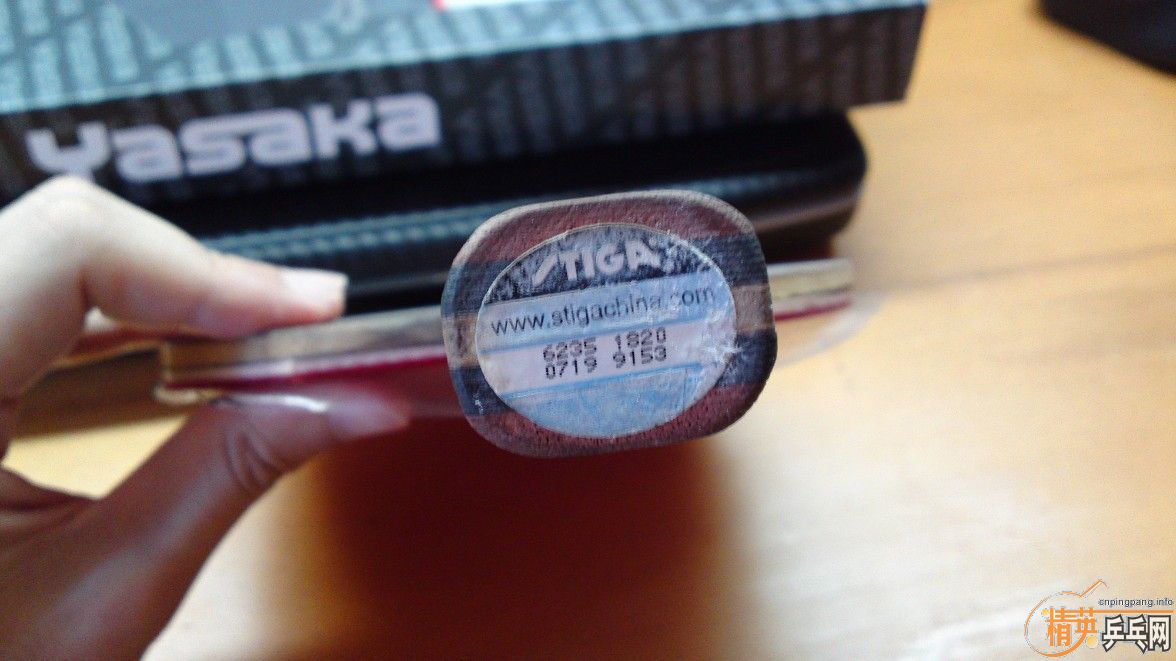 Yasaka
STIGA
www.stigachina.com
6235 1820
0719 9153
cnpingpang.info
精英乒乓网